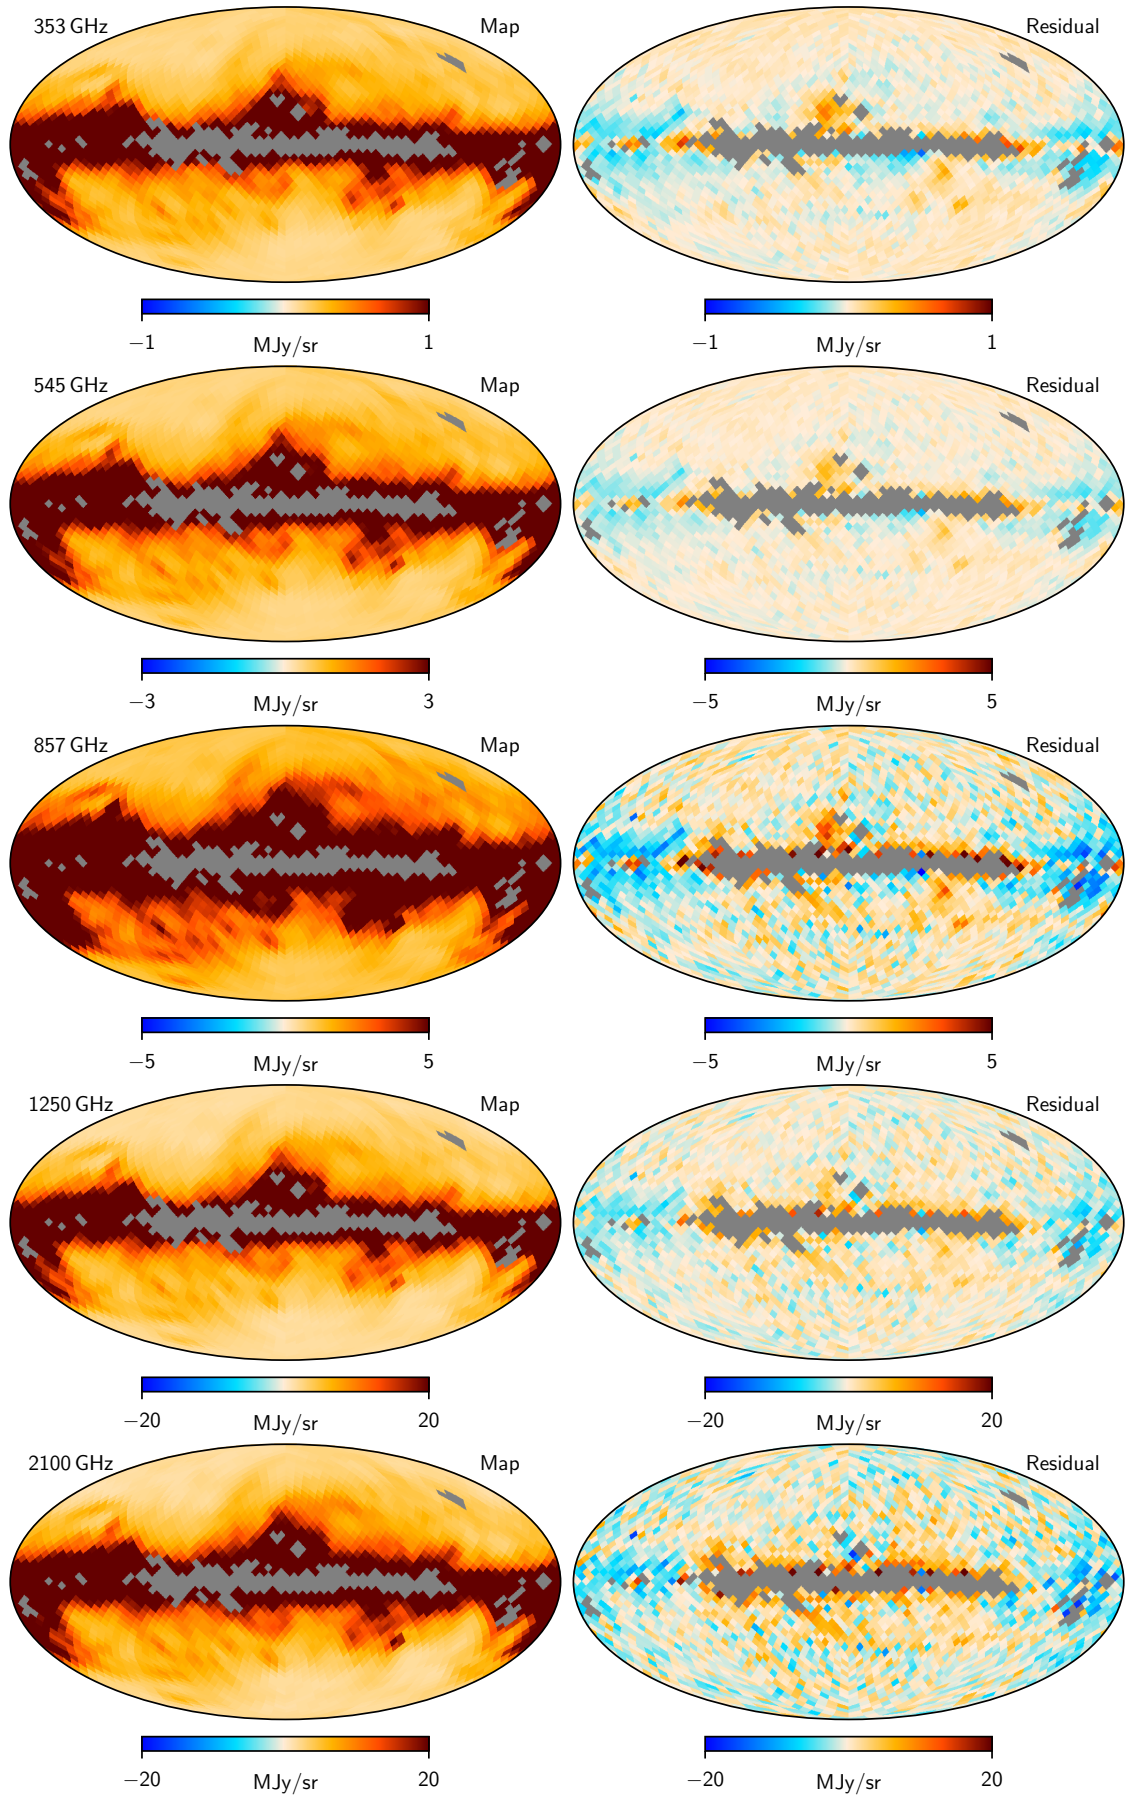 353 GHz Map Residual
−1 MJy/sr 1 −1 MJy/sr 1
545 GHz Map Residual
−3 MJy/sr 3 −5 MJy/sr 5
857 GHz Map Residual
−5 MJy/sr 5 −5 MJy/sr 5
1250 GHz Map Residual
−20 MJy/sr 20 −20 MJy/sr 20
2100 GHz Map Residual
−20 MJy/sr 20 −20 MJy/sr 20